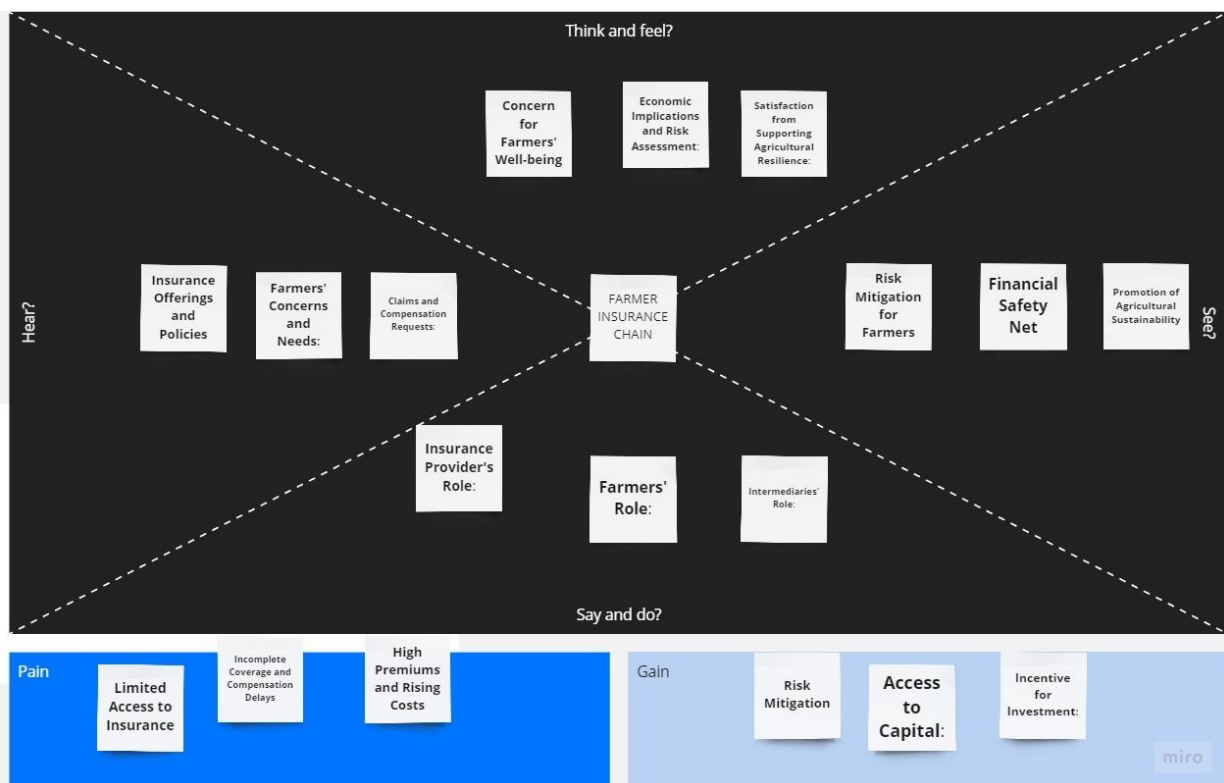 Think and feel?
Concern
for
Farmers'
Well-being
Economic
Implications
and Risk
Assessment:
Satisfaction
from
Supporting
Agricultural
Resilience:
Hear?
Insurance
Offerings
and
Policies
Farmers'
Concerns
and
Needs:
Claims and
Compensation
Requests:
FARMER
INSURANCE
CHAIN
Risk
Mitigation
for
Farmers
Financial
Safety
Net
Promotion of
Agricultural
Sustainability
See?
Insurance
Provider's
Role:
Farmers'
Role:
Intermediaries'
Role:
Say and do?
Pain
Limited
Access to
Insurance
Incomplete
Coverage and
Compensation
Delays
High
Premiums
and Rising
Costs
Gain
Risk
Mitigation
Access
to
Capital:
Incentive
for
Investment:
miro